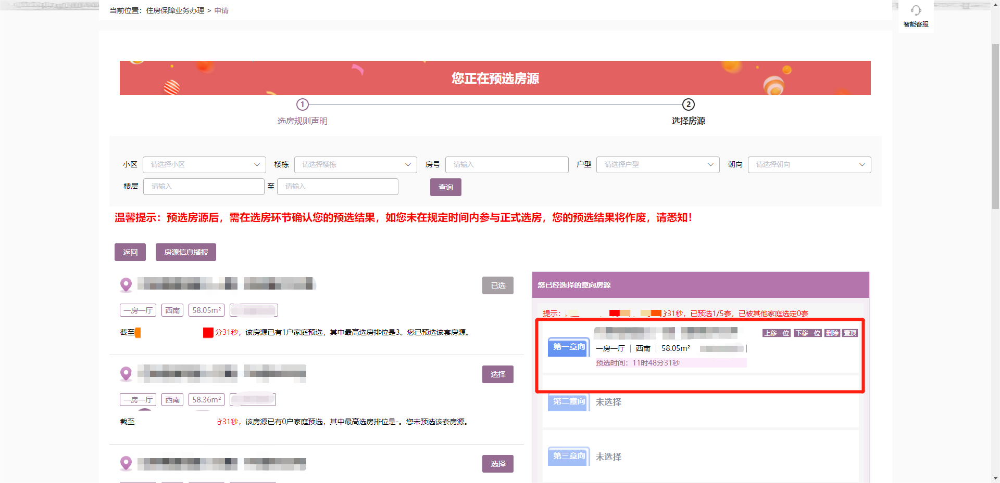 当前位置：住房保障业务办理 > 申请
智能客服
您正在预选房源
1
2
选房规则声明
选择房源
小区 请选择小区 楼栋 请选择楼栋 房号 请输入 户型 请选择户型 朝向 请选择朝向
楼层 请输入 至 请输入 查询
温馨提示：预选房源后，需在选房环节确认您的预选结果，如您未在规定时间内参与正式选房，您的预选结果将作废，请悉知！
返回 房源信息播报
已选
一房一厅 西南 58.05m²
截至 分31秒，该房源已有1户家庭预选，其中最高选房排位是3。您已预选该套房源。
选择
一房一厅 西南 58.36m²
截至 分31秒，该房源已有0户家庭预选，其中最高选房排位是-。您未预选该套房源。
选择
您已经选择的意向房源
提示： 分31秒，已预选1/5套，已被其他家庭选定0套
上移一位 下移一位 删除 置顶
第一意向 一房一厅 西南 58.05m²
预选时间：11时48分31秒
第二意向 未选择
第三意向 未选择